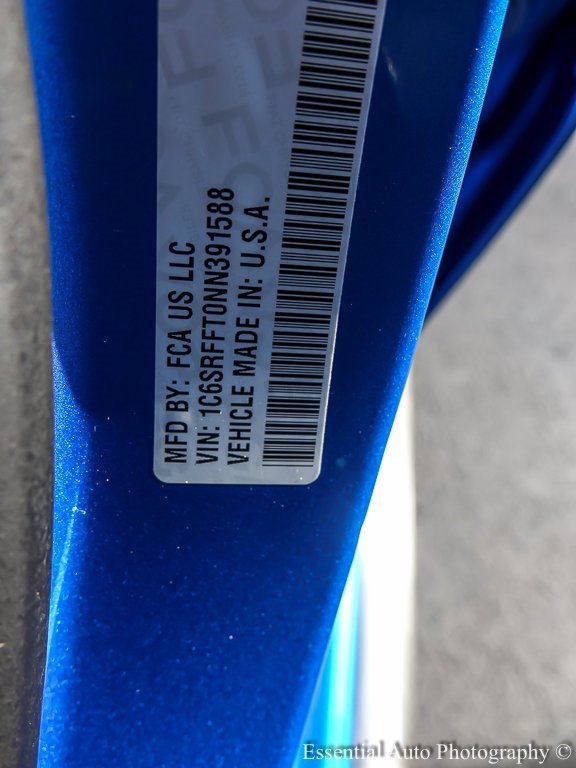 MFD BY: FCA US LLC
VIN: 1C6SRFFT0NN391588
VEHICLE MADE IN: U.S.A.
Essential Auto Photography ©